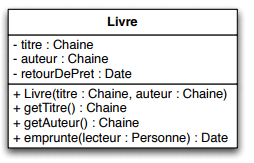 Livre
- titre : Chaine
- auteur : Chaine
- retourDePret : Date
+ Livre(titre : Chaine, auteur : Chaine)
+ getTitre() : Chaine
+ getAuteur() : Chaine
+ emprunte(lecteur : Personne) : Date